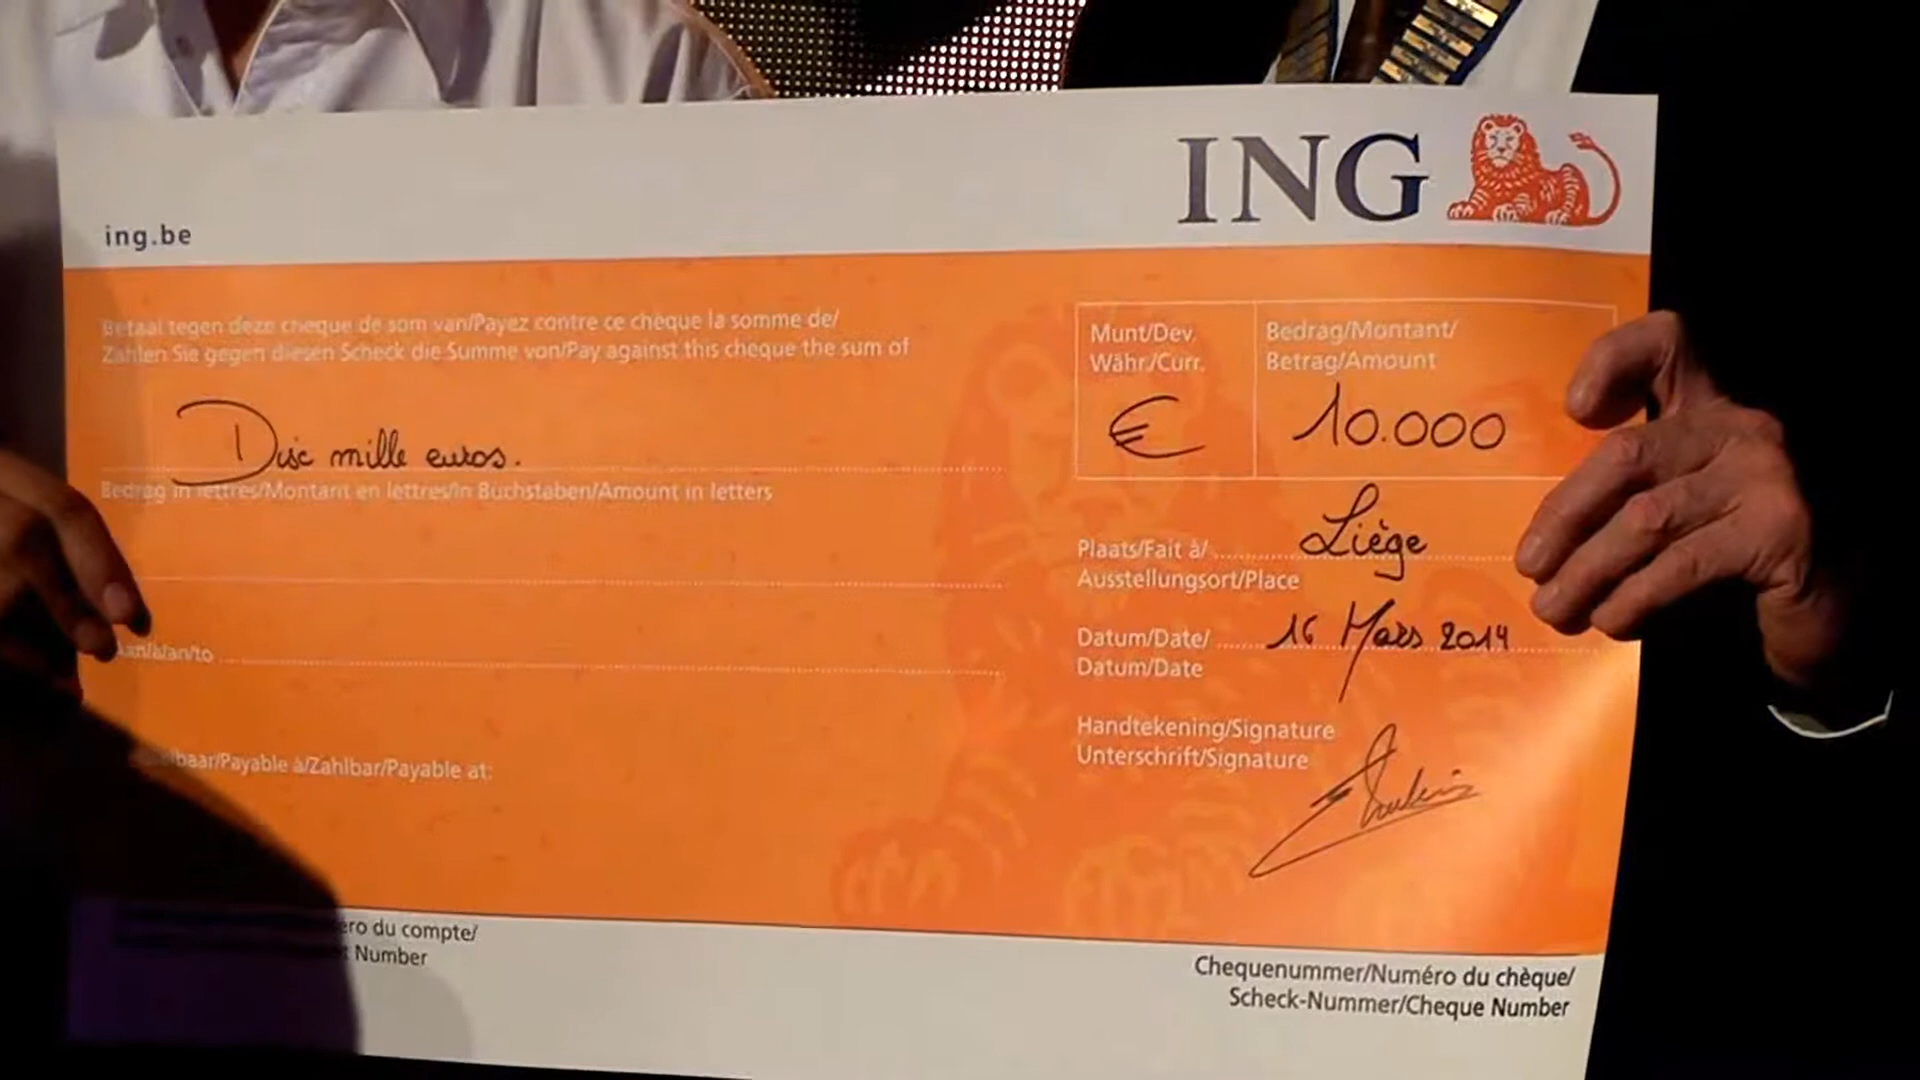 ING
ing.be
Betaal tegen deze cheque de som van/Payez contre ce chèque la somme de/
Zahlen Sie gegen diesen Scheck die Summe von/Pay against this cheque the sum of
Disc mille euros.
Bedrag in lettres/Montant en lettres/In Buchstaben/Amount in letters
Munt/Dev.
Währ./Curr.
€
Bedrag/Montant/
Betrag/Amount
10.000
Plaats/Fait à/ Liège
Ausstellungsort/Place
Datum/Date/ 16 Mars 2014
Datum/Date
Handtekening/Signature
Unterschrift/Signature
/to
/Payable à/Zahlbar/Payable at:
du compte/
Number
Chequenummer/Numéro du chèque/
Scheck-Nummer/Cheque Number